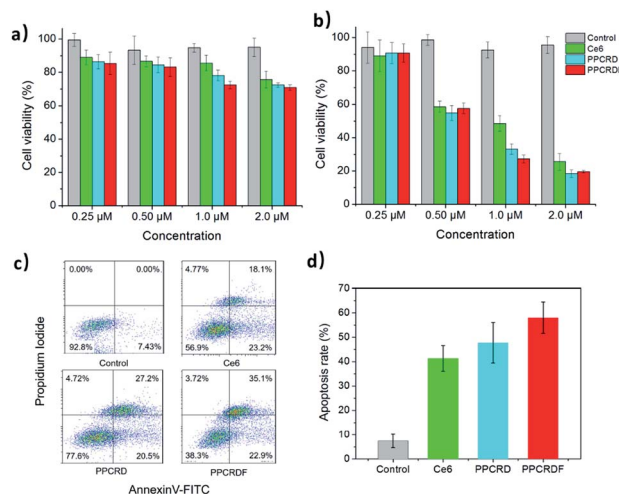 a)
Cell viability (%)
120
100
80
60
40
20
0
0.25 μM 0.50 μM 1.0 μM 2.0 μM
Concentration
b)
Control
Ce6
PPCRD
PPCRDF
Cell viability (%)
120
100
80
60
40
20
0
0.25 μM 0.50 μM 1.0 μM 2.0 μM
Concentration
c)
Propidium Iodide
0.00% 0.00%
92.8% 7.43%
Control
4.77% 18.1%
56.9% 23.2%
Ce6
4.72% 27.2%
77.6% 20.5%
PPCRD
3.72% 35.1%
38.3% 22.9%
PPCRDF
AnnexinV-FITC
d)
Apoptosis rate (%)
70
60
50
40
30
20
10
0
Control Ce6 PPCRD PPCRDF